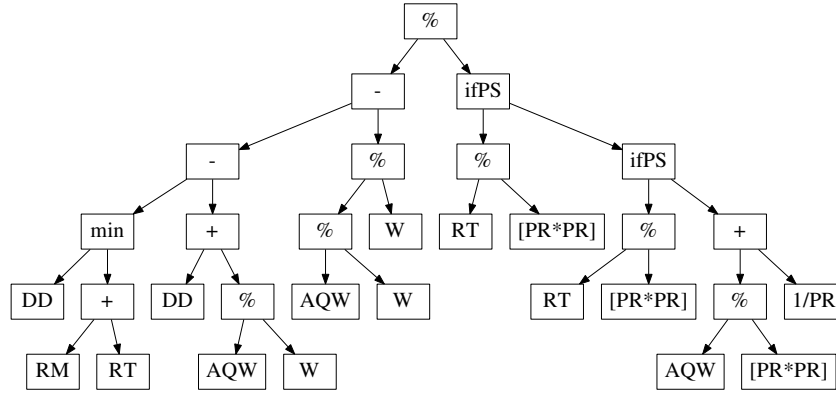 %
- ifPS
- % % ifPS
min + % W RT [PR*PR] % +
DD + DD % AQW W RT [PR*PR] % 1/PR
RM RT AQW W AQW [PR*PR]